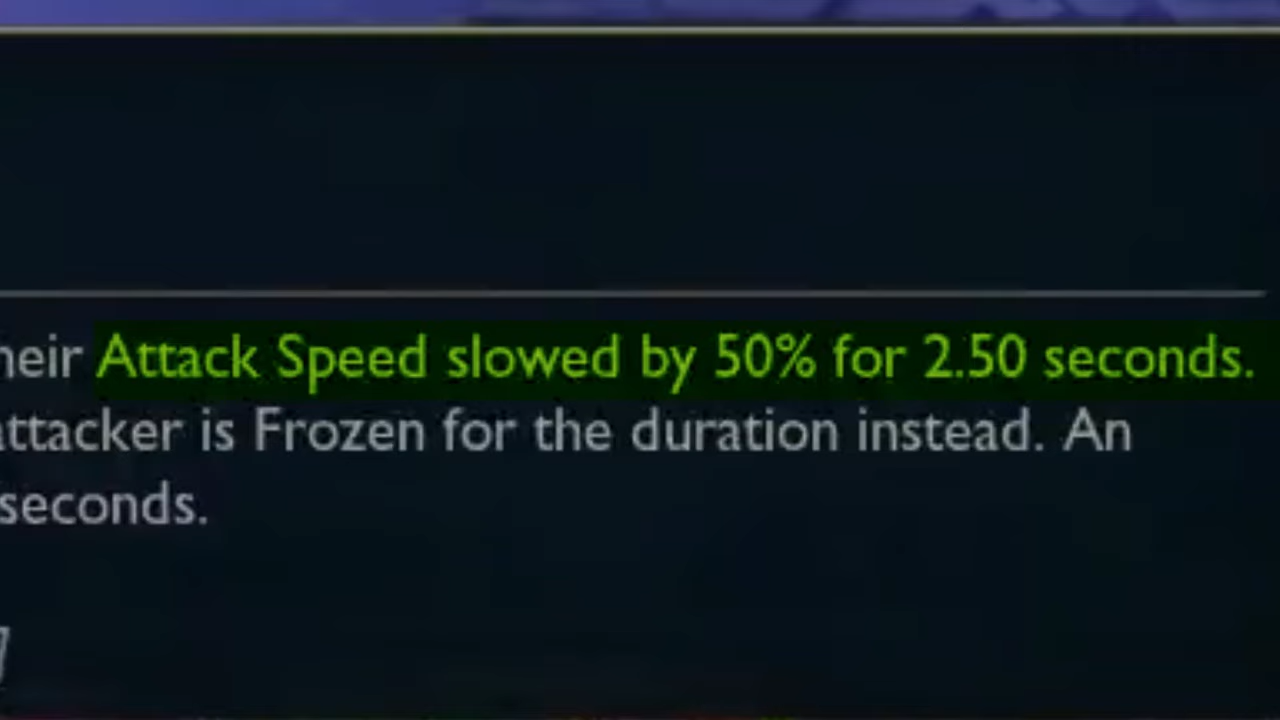 heir Attack Speed slowed by 50% for 2.50 seconds.
attacker is Frozen for the duration instead. An
seconds.